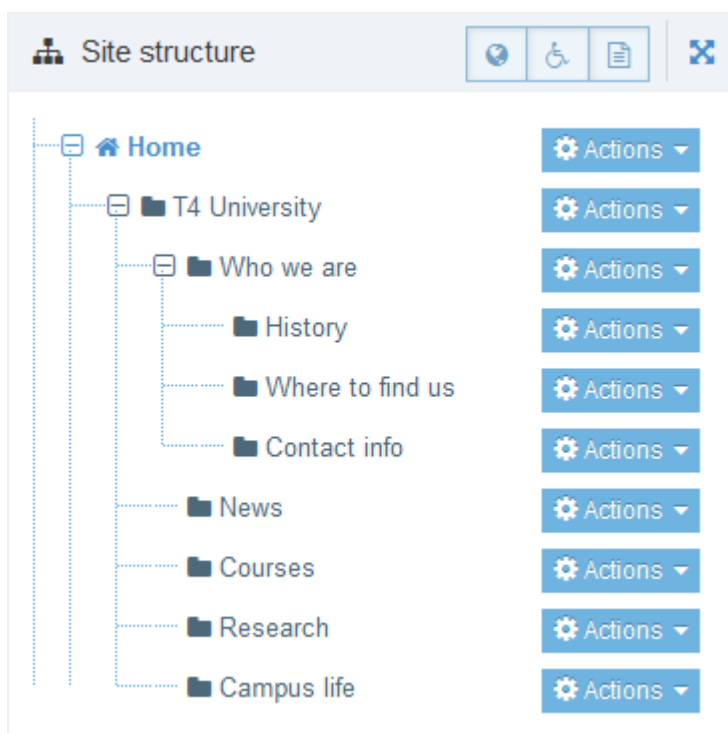 Site structure
Home Actions
T4 University Actions
Who we are Actions
History Actions
Where to find us Actions
Contact info Actions
News Actions
Courses Actions
Research Actions
Campus life Actions